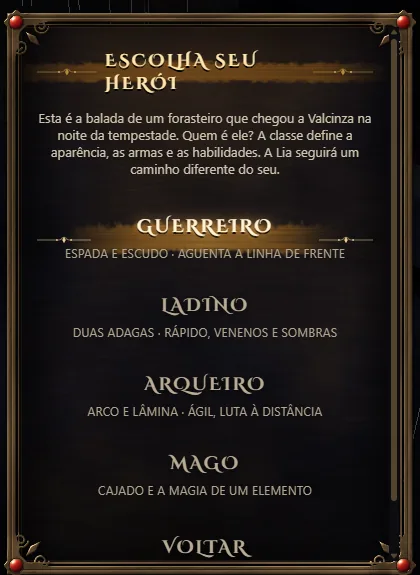 ESCOLHA SEU
HERÓI
Esta é a balada de um forasteiro que chegou a Valcinza na
noite da tempestade. Quem é ele? A classe define a
aparência, as armas e as habilidades. A Lia seguirá um
caminho diferente do seu.
GUERREIRO
ESPADA E ESCUDO · AGUENTA A LINHA DE FRENTE
LADINO
DUAS ADAGAS · RÁPIDO, VENENOS E SOMBRAS
ARQUEIRO
ARCO E LÂMINA · ÁGIL, LUTA À DISTÂNCIA
MAGO
CAJADO E A MAGIA DE UM ELEMENTO
VOLTAR